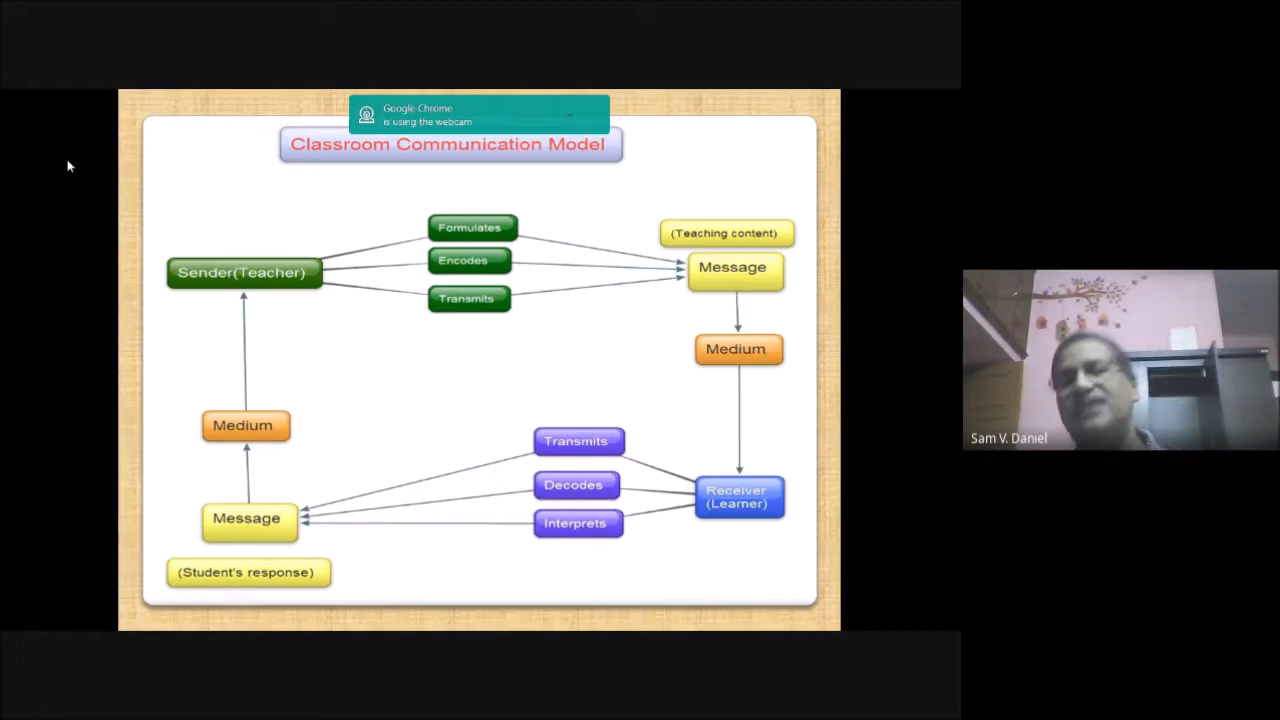 Google Chrome
is using the webcam
Classroom Communication Model
Formulates
(Teaching content)
Encodes
Message
Sender(Teacher)
Transmits
Medium
Medium
Transmits
Decodes
Receiver
(Learner)
Message
Interprets
(Student's response)
Sam V. Daniel